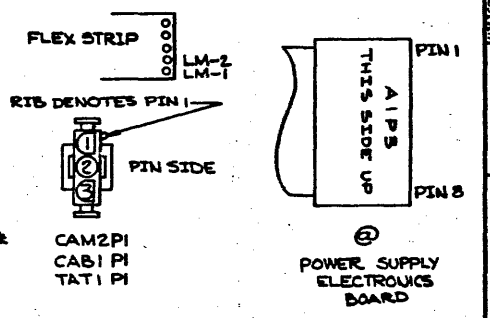 FLEX STRIP
LM-2
LM-1
RIB DENOTES PIN 1
1
2
3
PIN SIDE
CAM2P1
CAB1 P1
TAT1 P1
PIN 1
A1P3
THIS SIDE UP
PIN 8
@
POWER SUPPLY
ELECTRONICS
BOARD